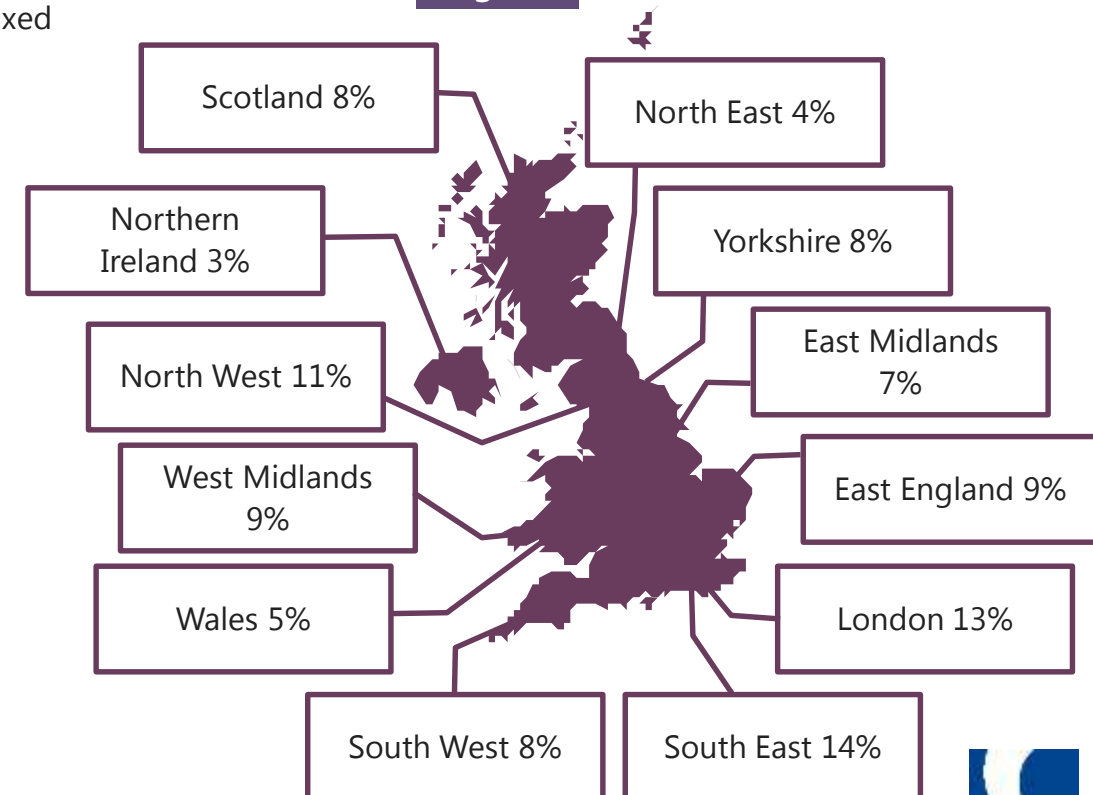 xed
Scotland 8%
North East 4%
Northern
Ireland 3%
Yorkshire 8%
North West 11%
East Midlands
7%
West Midlands
9%
East England 9%
Wales 5%
London 13%
South West 8%
South East 14%